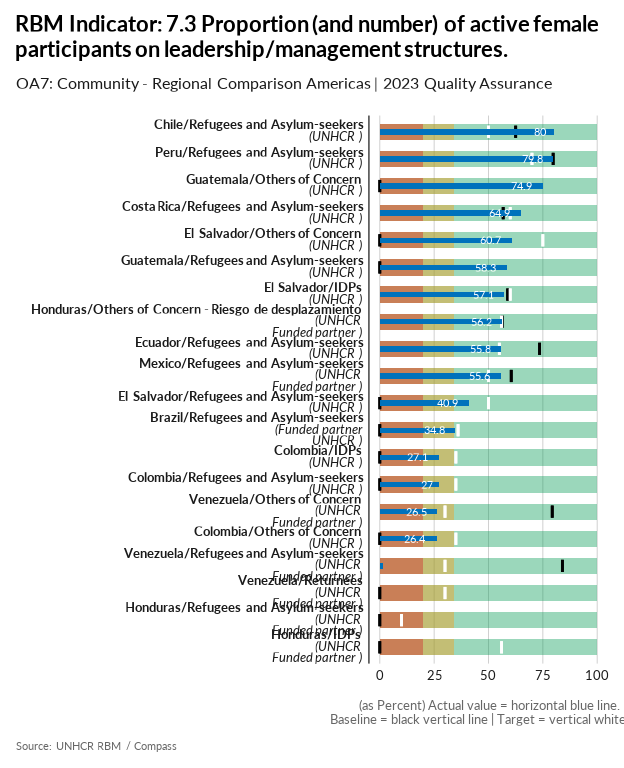 RBM Indicator: 7.3 Proportion (and number) of active female
participants on leadership/management structures.
OA7: Community - Regional Comparison Americas | 2023 Quality Assurance
Chile/Refugees and Asylum-seekers
(UNHCR )
80
Peru/Refugees and Asylum-seekers
(UNHCR )
79.8
Guatemala/Others of Concern
(UNHCR )
74.9
Costa Rica/Refugees and Asylum-seekers
(UNHCR )
64.9
El Salvador/Others of Concern
(UNHCR )
60.7
Guatemala/Refugees and Asylum-seekers
(UNHCR )
58.3
El Salvador/IDPs
(UNHCR )
57.1
Honduras/Others of Concern - Riesgo de desplazamiento
(UNHCR
Funded partner )
56.2
Ecuador/Refugees and Asylum-seekers
(UNHCR )
55.8
Mexico/Refugees and Asylum-seekers
(UNHCR
Funded partner )
55.6
El Salvador/Refugees and Asylum-seekers
(UNHCR )
40.9
Brazil/Refugees and Asylum-seekers
(Funded partner
UNHCR )
34.8
Colombia/IDPs
(UNHCR )
27.1
Colombia/Refugees and Asylum-seekers
(UNHCR )
27
Venezuela/Others of Concern
(UNHCR
Funded partner )
26.5
Colombia/Others of Concern
(UNHCR )
26.4
Venezuela/Refugees and Asylum-seekers
(UNHCR
Funded partner )
Venezuela/Returnees
(UNHCR
Funded partner )
Honduras/Refugees and Asylum-seekers
(UNHCR
Funded partner )
Honduras/IDPs
(UNHCR
Funded partner )
0 25 50 75 100
(as Percent) Actual value = horizontal blue line.
Baseline = black vertical line | Target = vertical white
Source: UNHCR RBM / Compass